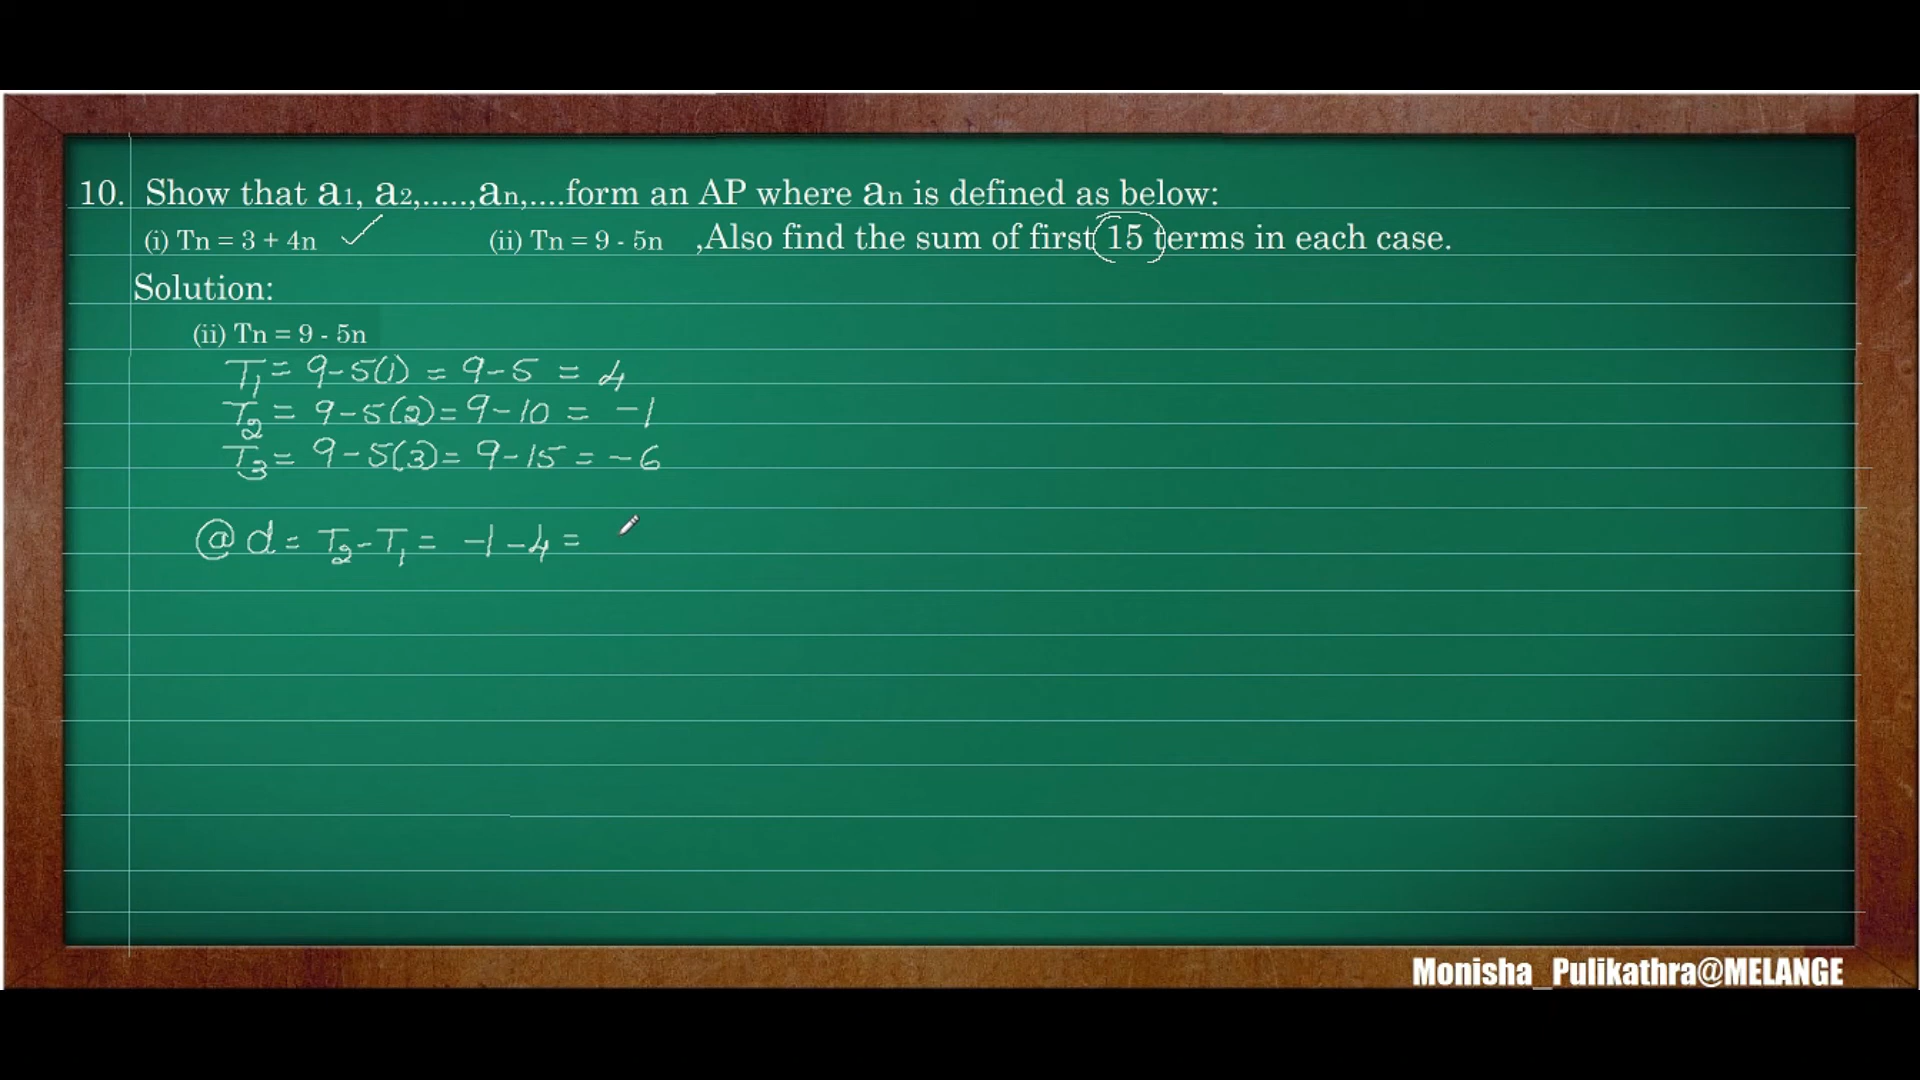 10. Show that a1, a2,.....,an,....form an AP where an is defined as below:
(i) Tn = 3 + 4n ✓ (ii) Tn = 9 - 5n ,Also find the sum of first 15 terms in each case.
Solution:
(ii) Tn = 9 - 5n
T1 = 9-5(1) = 9-5 = 4
T2 = 9-5(2) = 9-10 = -1
T3 = 9-5(3) = 9-15 = -6
ⓐ d = T2-T1 = -1-4 =
Monisha_Pulikathra@MELANGE